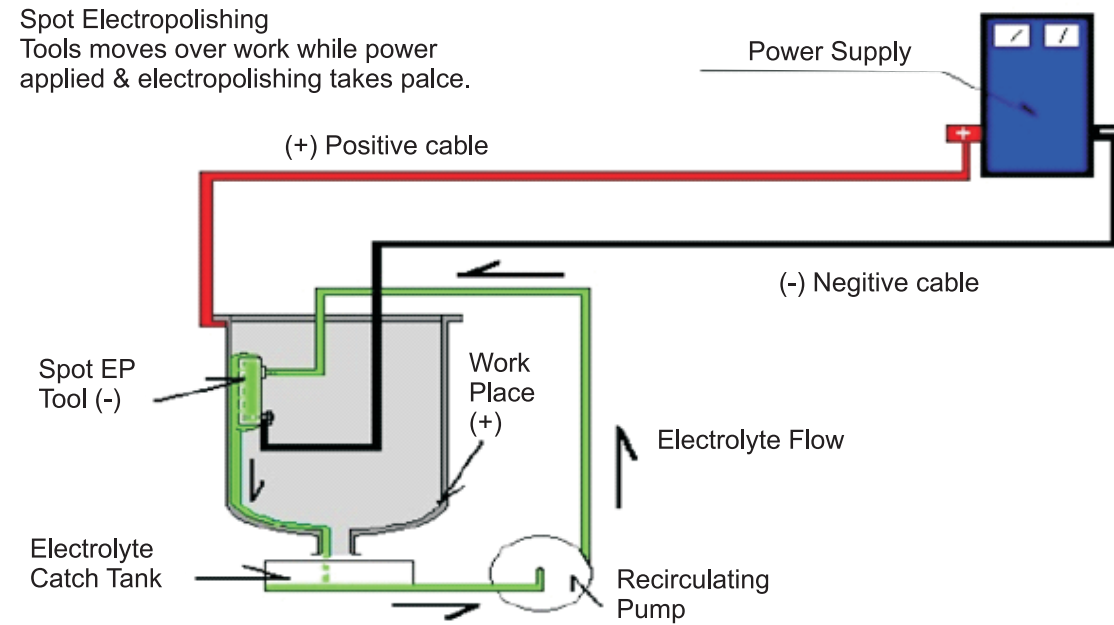 Spot Electropolishing
Tools moves over work while power
applied & electropolishing takes palce.
Power Supply
+
-
(+) Positive cable
(-) Negitive cable
Spot EP
Tool (-)
Work
Place
(+)
Electrolyte Flow
Electrolyte
Catch Tank
Recirculating
Pump